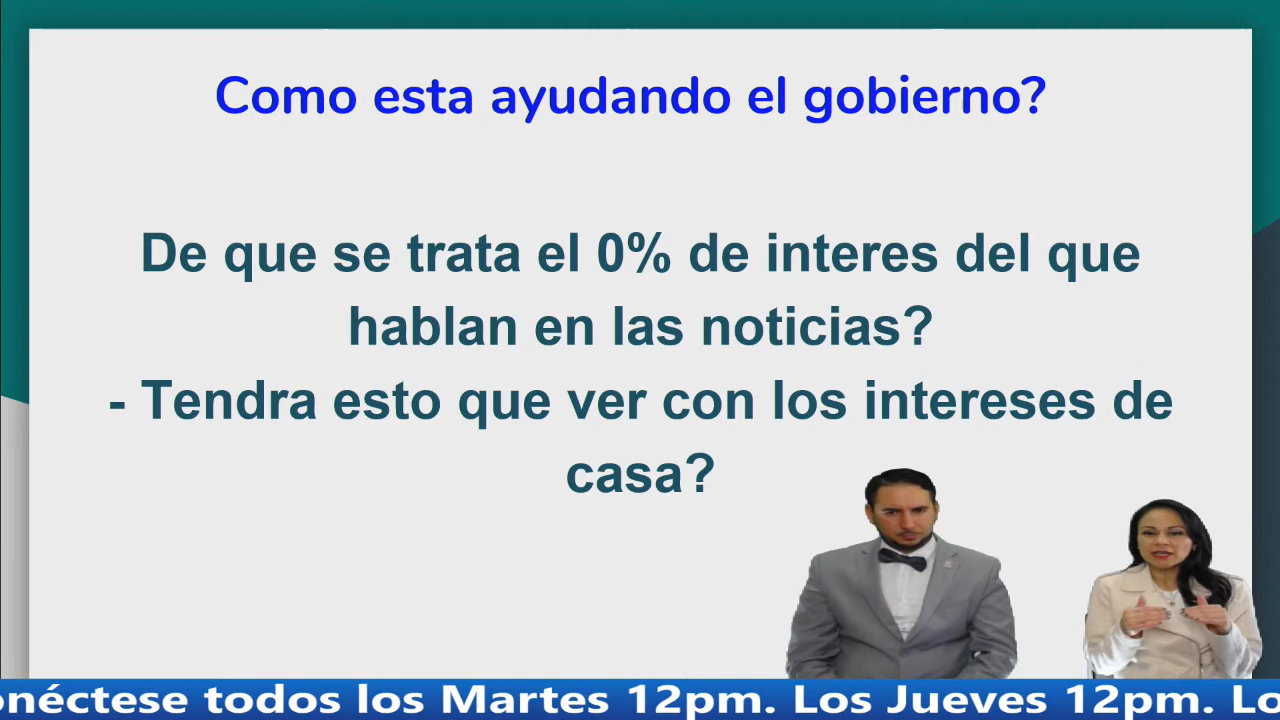 Como esta ayudando el gobierno?
De que se trata el 0% de interes del que
hablan en las noticias?
- Tendra esto que ver con los intereses de
casa?
onéctese todos los Martes 12pm. Los Jueves 12pm. Lo